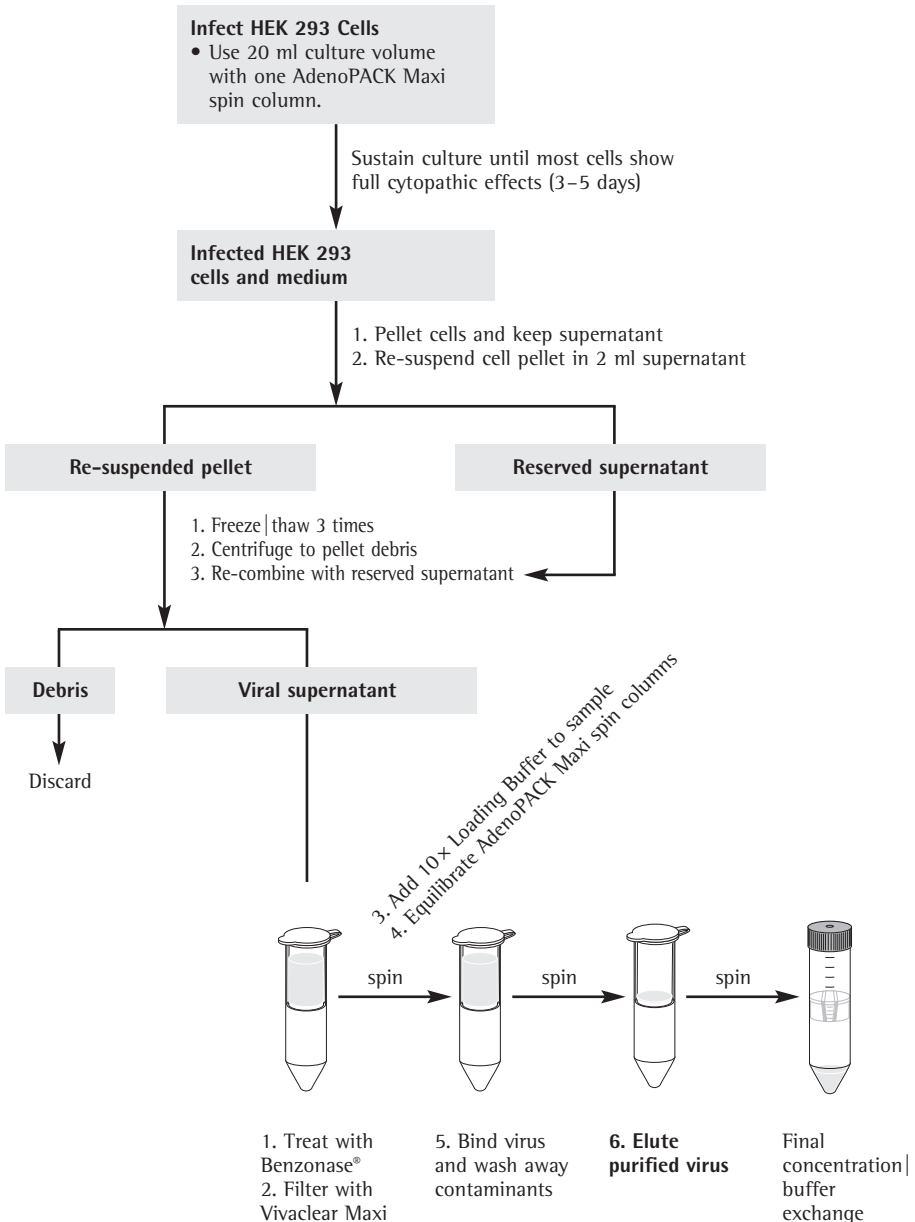 Infect HEK 293 Cells
• Use 20 ml culture volume
with one AdenoPACK Maxi
spin column.
Sustain culture until most cells show
full cytopathic effects (3–5 days)
Infected HEK 293
cells and medium
1. Pellet cells and keep supernatant
2. Re-suspend cell pellet in 2 ml supernatant
Re-suspended pellet
Reserved supernatant
1. Freeze|thaw 3 times
2. Centrifuge to pellet debris
3. Re-combine with reserved supernatant
Debris
Viral supernatant
Discard
3. Add 10× Loading Buffer to sample
4. Equilibrate AdenoPACK Maxi spin columns
spin
spin
spin
1. Treat with
Benzonase®
2. Filter with
Vivaclear Maxi
5. Bind virus
and wash away
contaminants
6. Elute
purified virus
Final
concentration|
buffer
exchange